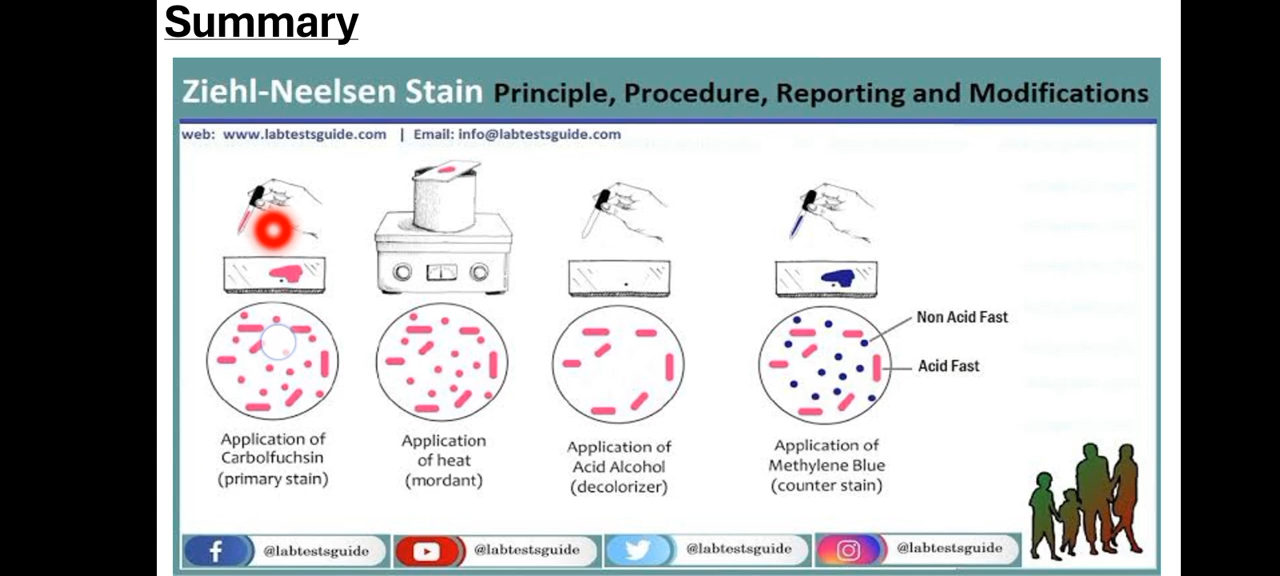 Summary
Ziehl-Neelsen Stain Principle, Procedure, Reporting and Modifications
web: www.labtestsguide.com | Email: info@labtestsguide.com
Non Acid Fast
Acid Fast
Application of
Carbolfuchsin
(primary stain)
Application
of heat
(mordant)
Application of
Acid Alcohol
(decolorizer)
Application of
Methylene Blue
(counter stain)
@labtestsguide
@labtestsguide
@labtestsguide
@labtestsguide